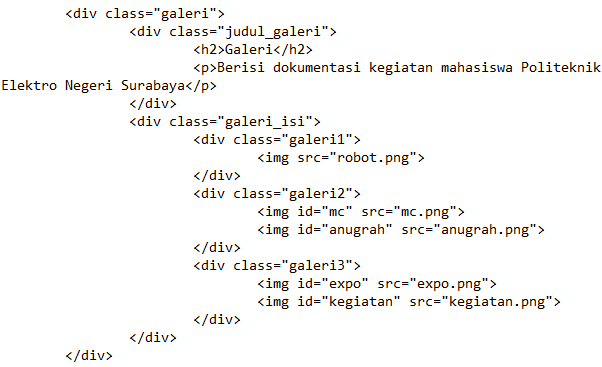 <div class="galeri">
<div class="judul_galeri">
<h2>Galeri</h2>
<p>Berisi dokumentasi kegiatan mahasiswa Politeknik
Elektro Negeri Surabaya</p>
</div>
<div class="galeri_isi">
<div class="galeri1">
<img src="robot.png">
</div>
<div class="galeri2">
<img id="mc" src="mc.png">
<img id="anugrah" src="anugrah.png">
</div>
<div class="galeri3">
<img id="expo" src="expo.png">
<img id="kegiatan" src="kegiatan.png">
</div>
</div>
</div>